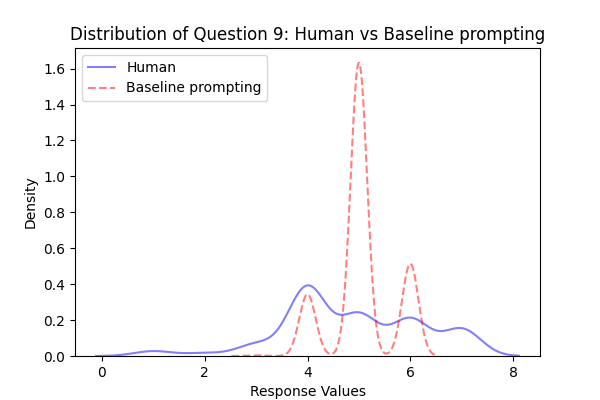 Distribution of Question 9: Human vs Baseline prompting
Human
Baseline prompting
1.6
1.4
1.2
1.0
0.8
0.6
0.4
0.2
0.0
Density
0 2 4 6 8
Response Values